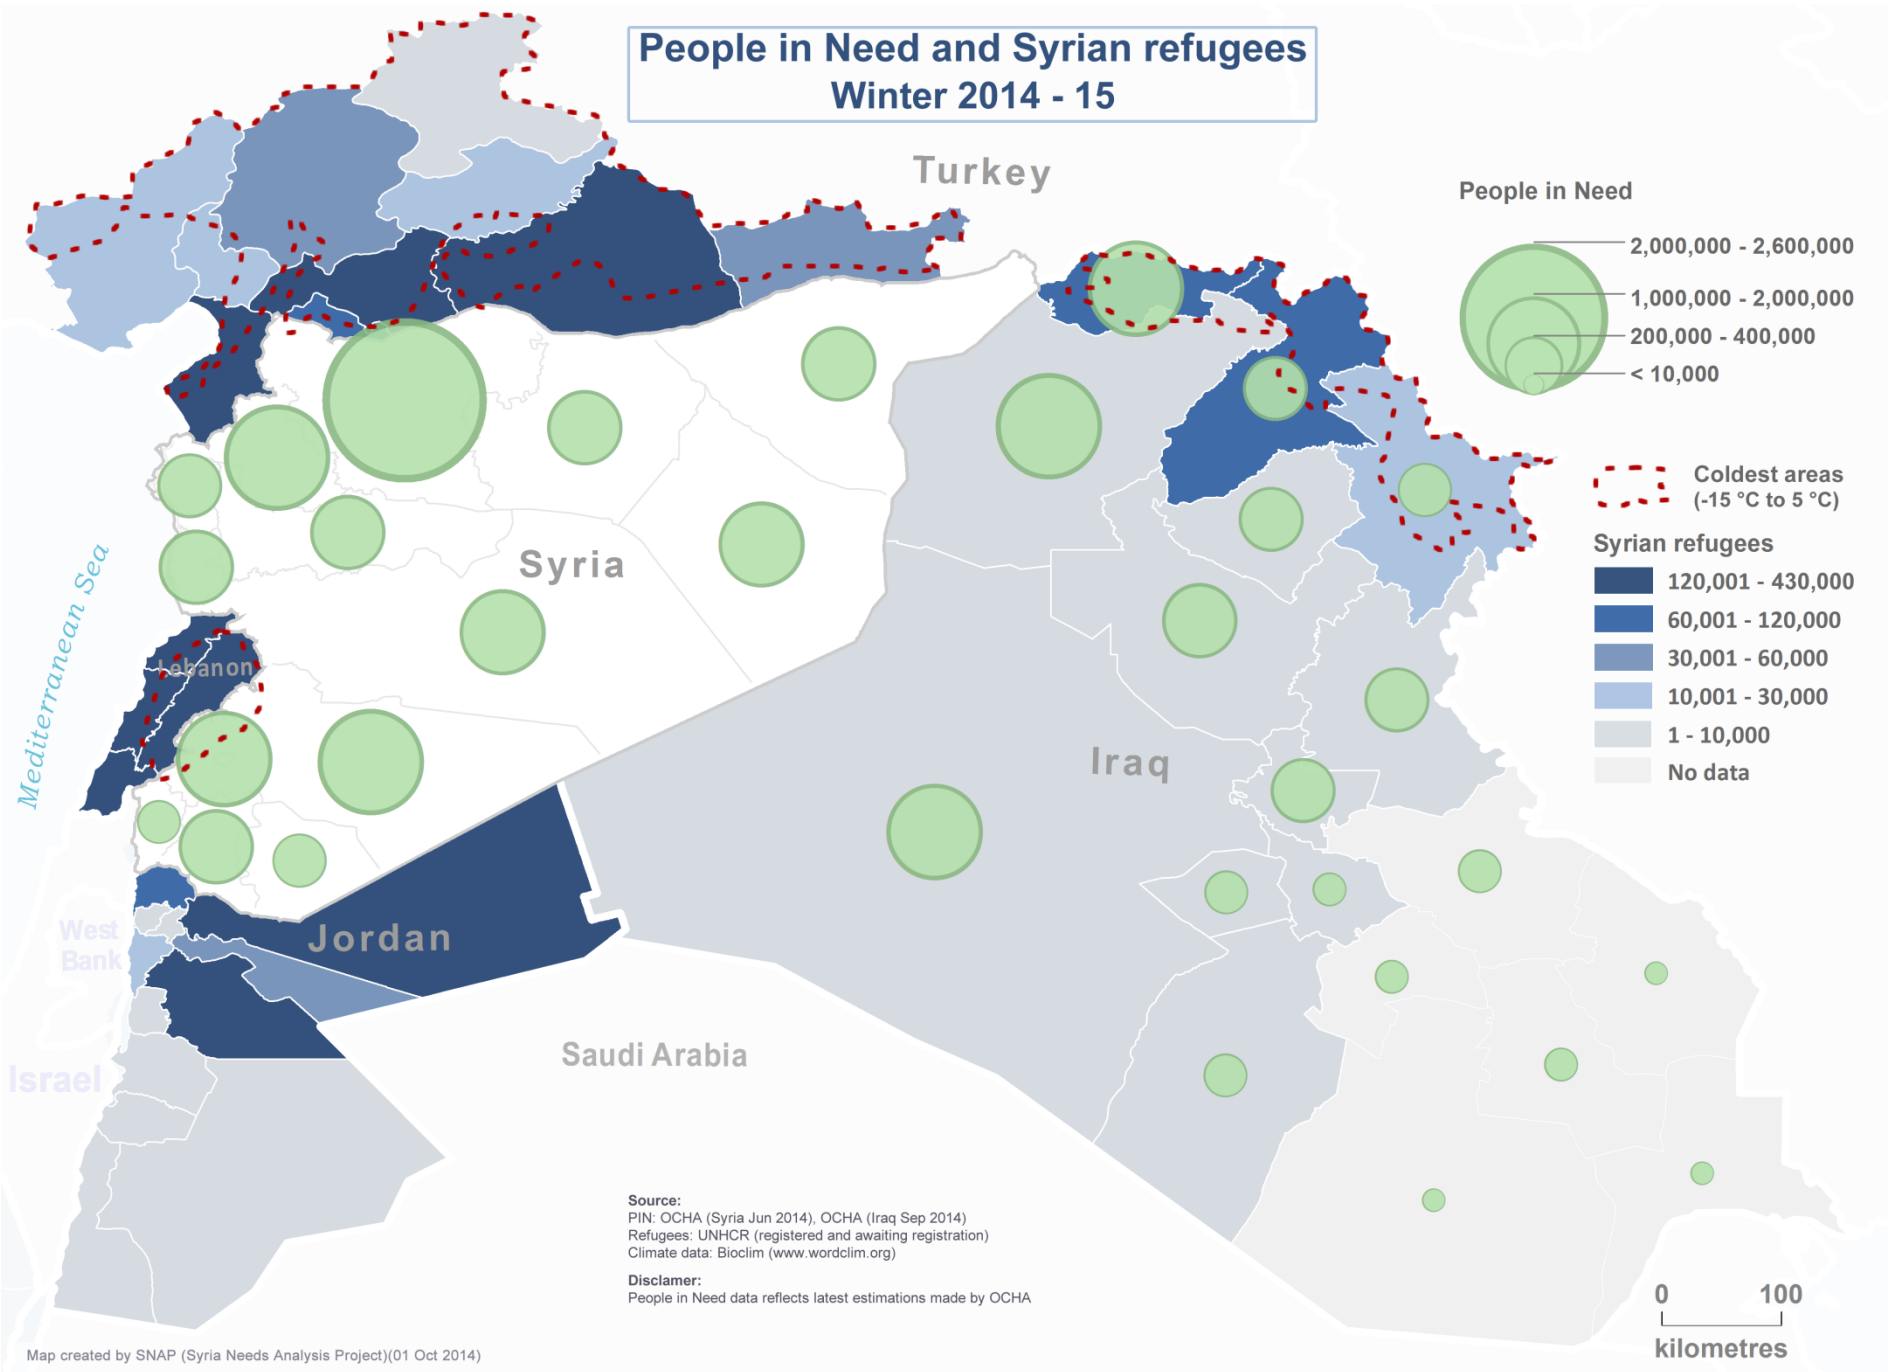 People in Need and Syrian refugees
Winter 2014 - 15
Turkey
People in Need
2,000,000 - 2,600,000
1,000,000 - 2,000,000
200,000 - 400,000
< 10,000
Coldest areas
(-15 °C to 5 °C)
Syrian refugees
120,001 - 430,000
60,001 - 120,000
30,001 - 60,000
10,001 - 30,000
1 - 10,000
No data
Syria
Mediterranean Sea
Lebanon
Iraq
Jordan
West
Bank
Israel
Saudi Arabia
Source:
PIN: OCHA (Syria Jun 2014), OCHA (Iraq Sep 2014)
Refugees: UNHCR (registered and awaiting registration)
Climate data: Bioclim (www.wordclim.org)
Disclamer:
People in Need data reflects latest estimations made by OCHA
0 100
kilometres
Map created by SNAP (Syria Needs Analysis Project)(01 Oct 2014)